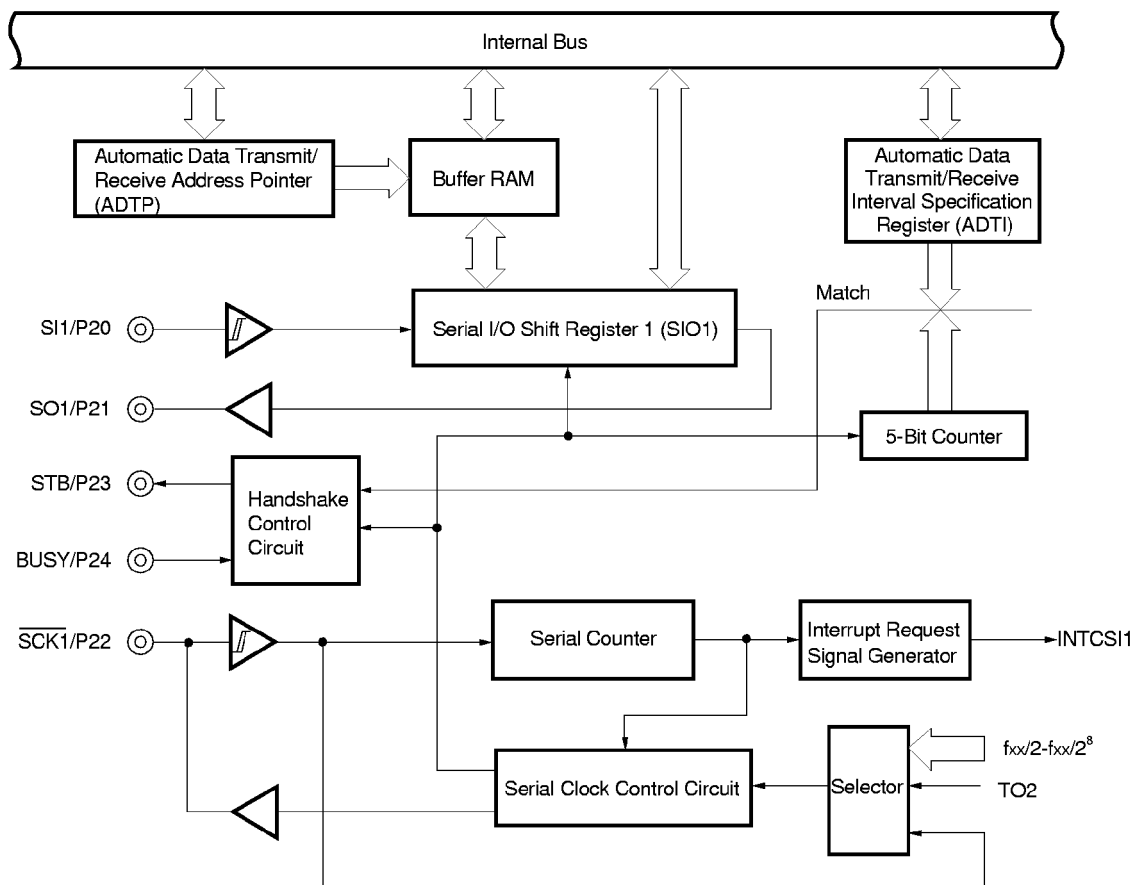 Internal Bus
Automatic Data Transmit/
Receive Address Pointer
(ADTP)
Buffer RAM
Automatic Data
Transmit/Receive
Interval Specification
Register (ADTI)
Match
SI1/P20
Serial I/O Shift Register 1 (SIO1)
SO1/P21
5-Bit Counter
STB/P23
Handshake
Control
Circuit
BUSY/P24
SCK1/P22
Serial Counter
Interrupt Request
Signal Generator
INTCSI1
fxx/2-fxx/2⁸
Serial Clock Control Circuit
Selector
TO2